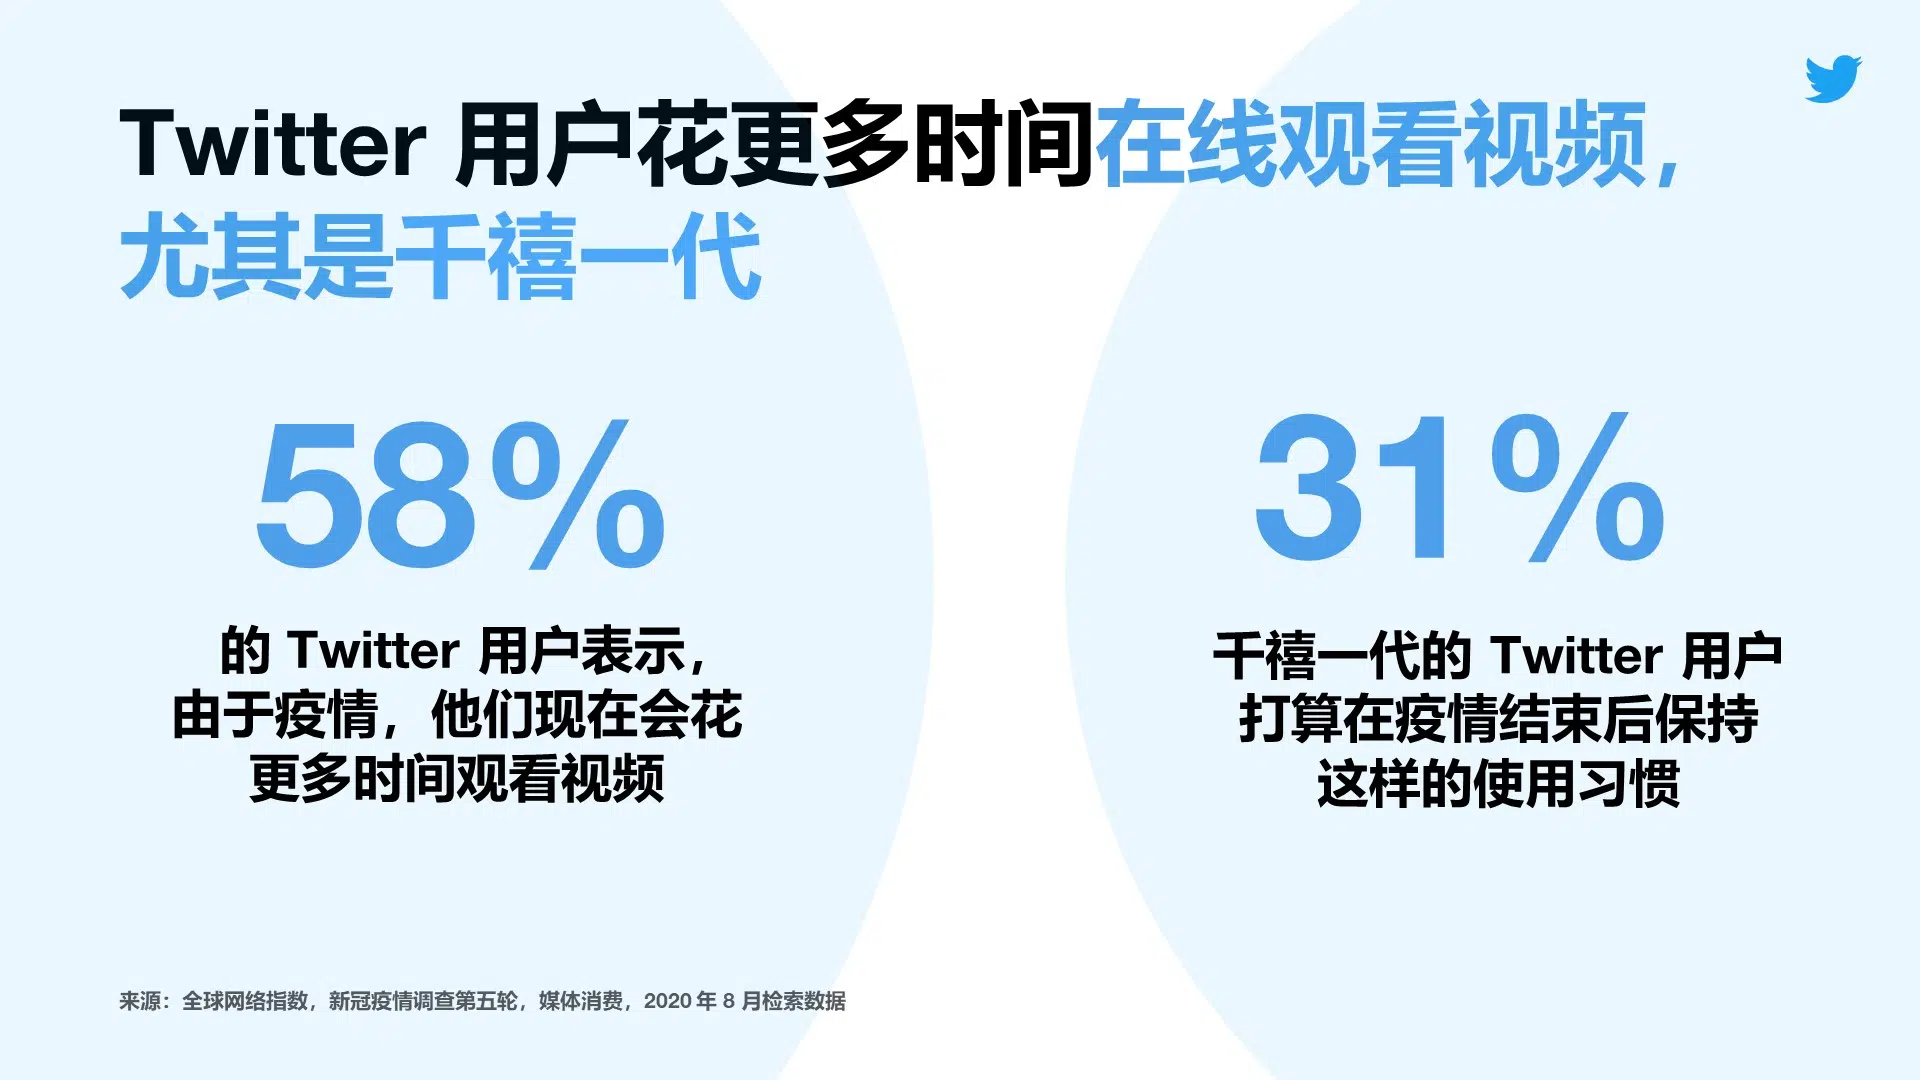 Twitter 用户花更多时间在线观看视频，
尤其是千禧一代
58%
的 Twitter 用户表示，
由于疫情，他们现在会花
更多时间观看视频
31%
千禧一代的 Twitter 用户
打算在疫情结束后保持
这样的使用习惯
来源：全球网络指数，新冠疫情调查第五轮，媒体消费，2020 年 8 月检索数据